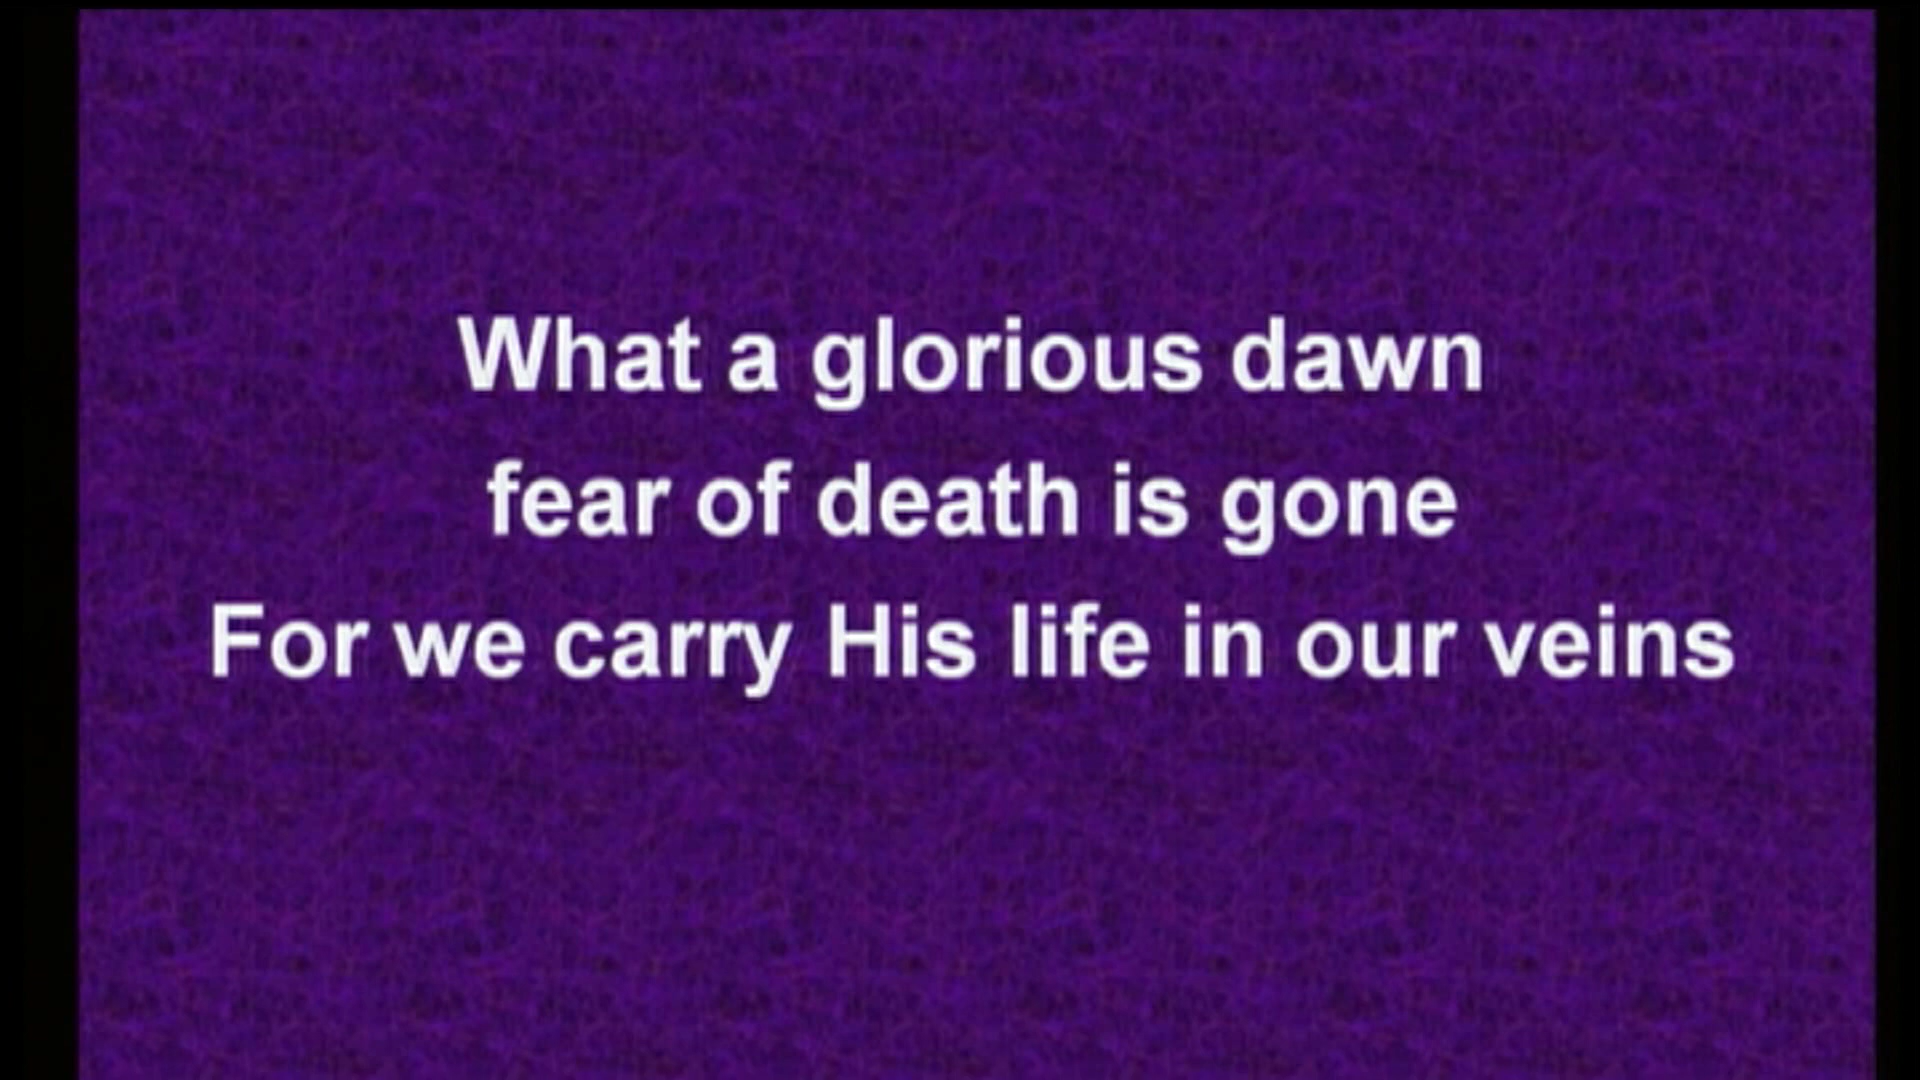 What a glorious dawn
fear of death is gone
For we carry His life in our veins